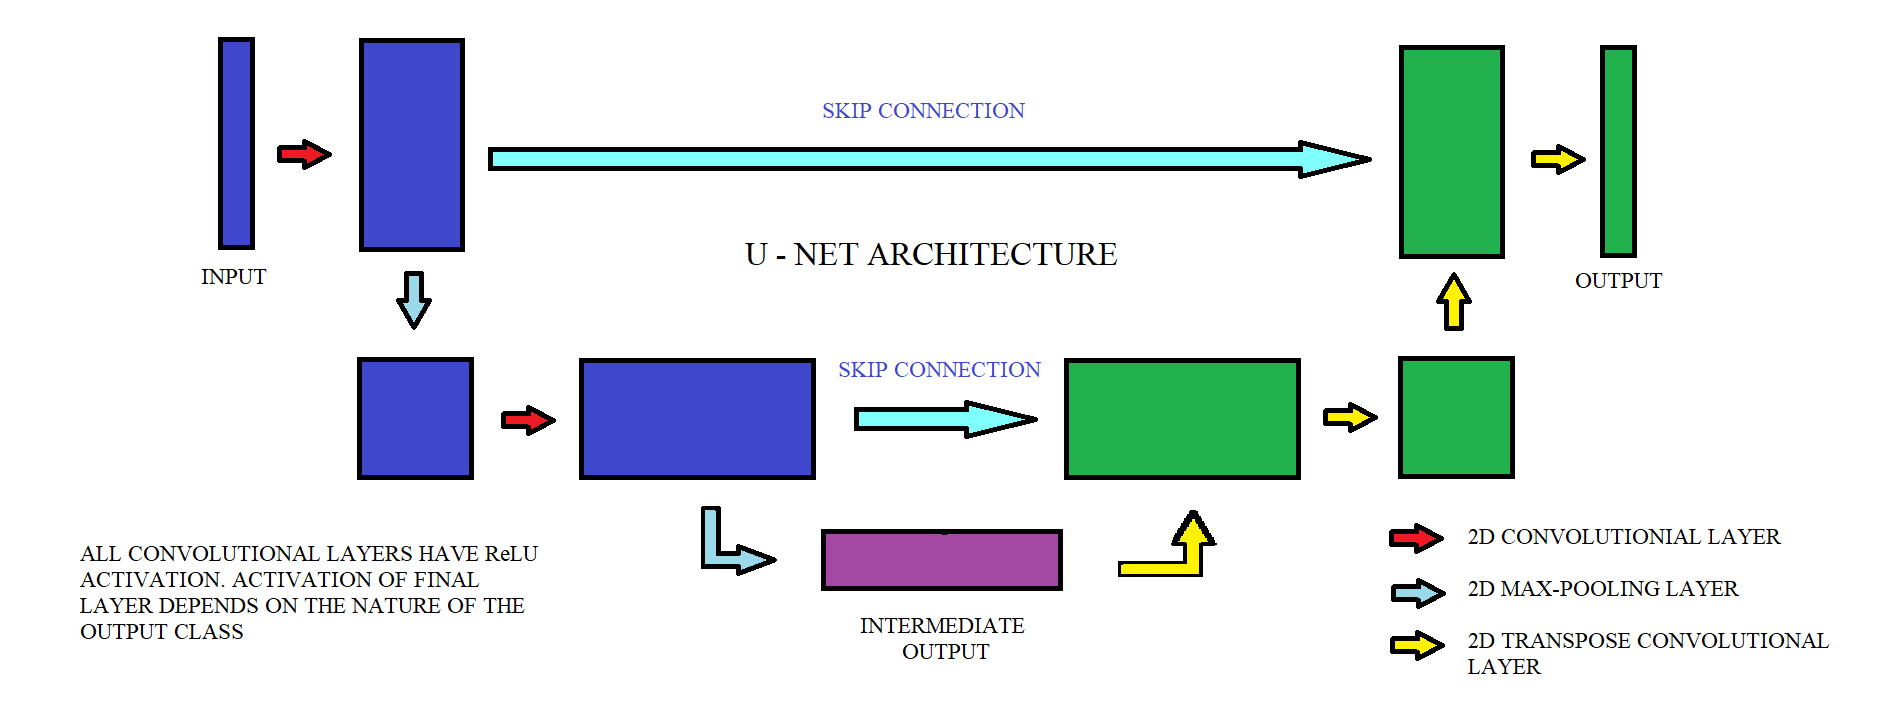 SKIP CONNECTION
U - NET ARCHITECTURE
INPUT
OUTPUT
SKIP CONNECTION
ALL CONVOLUTIONAL LAYERS HAVE ReLU
ACTIVATION. ACTIVATION OF FINAL
LAYER DEPENDS ON THE NATURE OF THE
OUTPUT CLASS
INTERMEDIATE
OUTPUT
2D CONVOLUTIONIAL LAYER
2D MAX-POOLING LAYER
2D TRANSPOSE CONVOLUTIONAL
LAYER